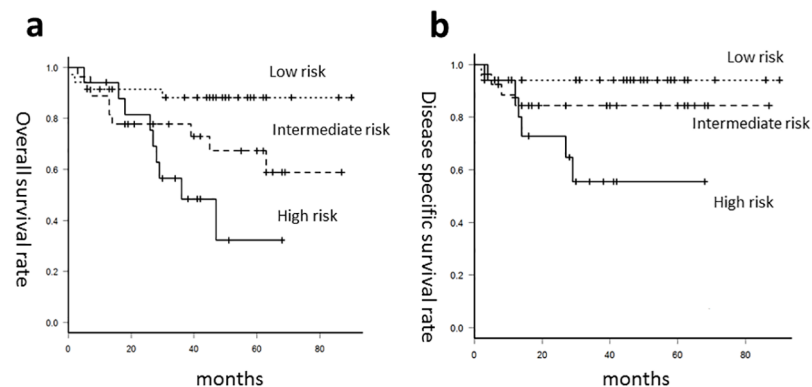 a
Overall survival rate
1.0
0.8
0.6
0.4
0.2
0.0
Low risk
Intermediate risk
High risk
0 20 40 60 80
months
b
Disease specific survival rate
1.0
0.8
0.6
0.4
0.2
0.0
Low risk
Intermediate risk
High risk
0 20 40 60 80
months